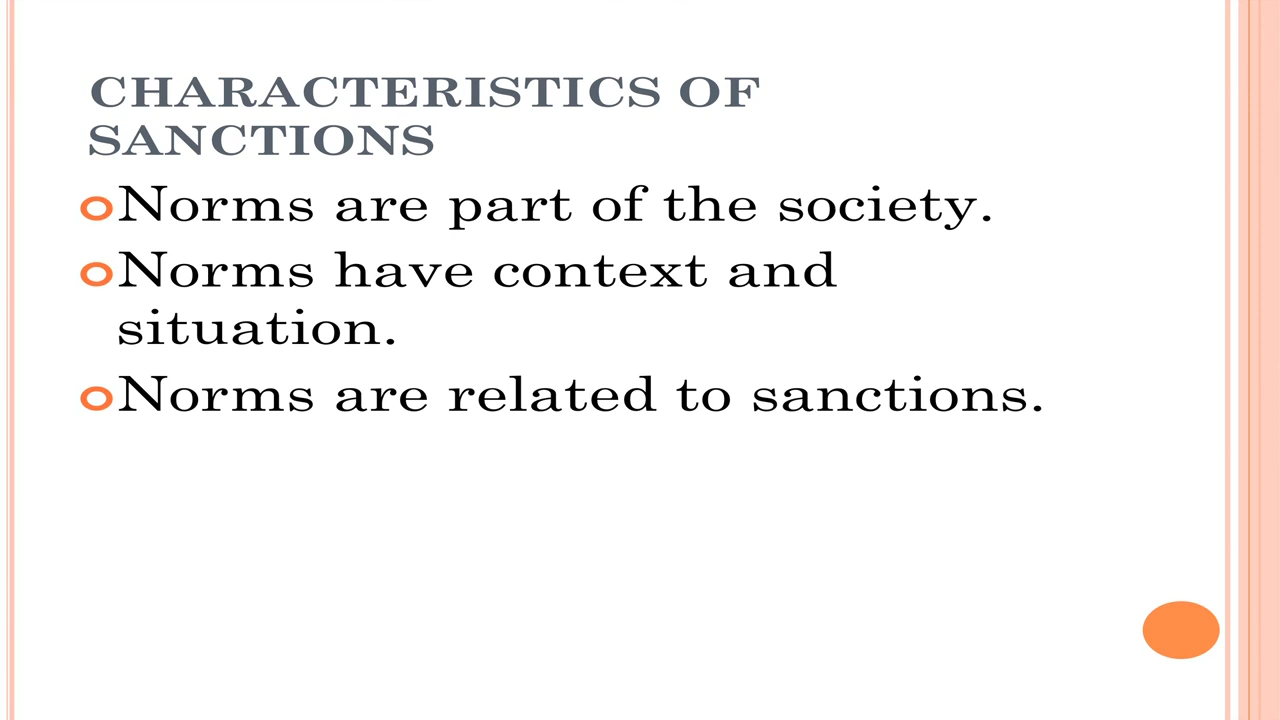 CHARACTERISTICS OF
SANCTIONS
Norms are part of the society.
Norms have context and
situation.
Norms are related to sanctions.